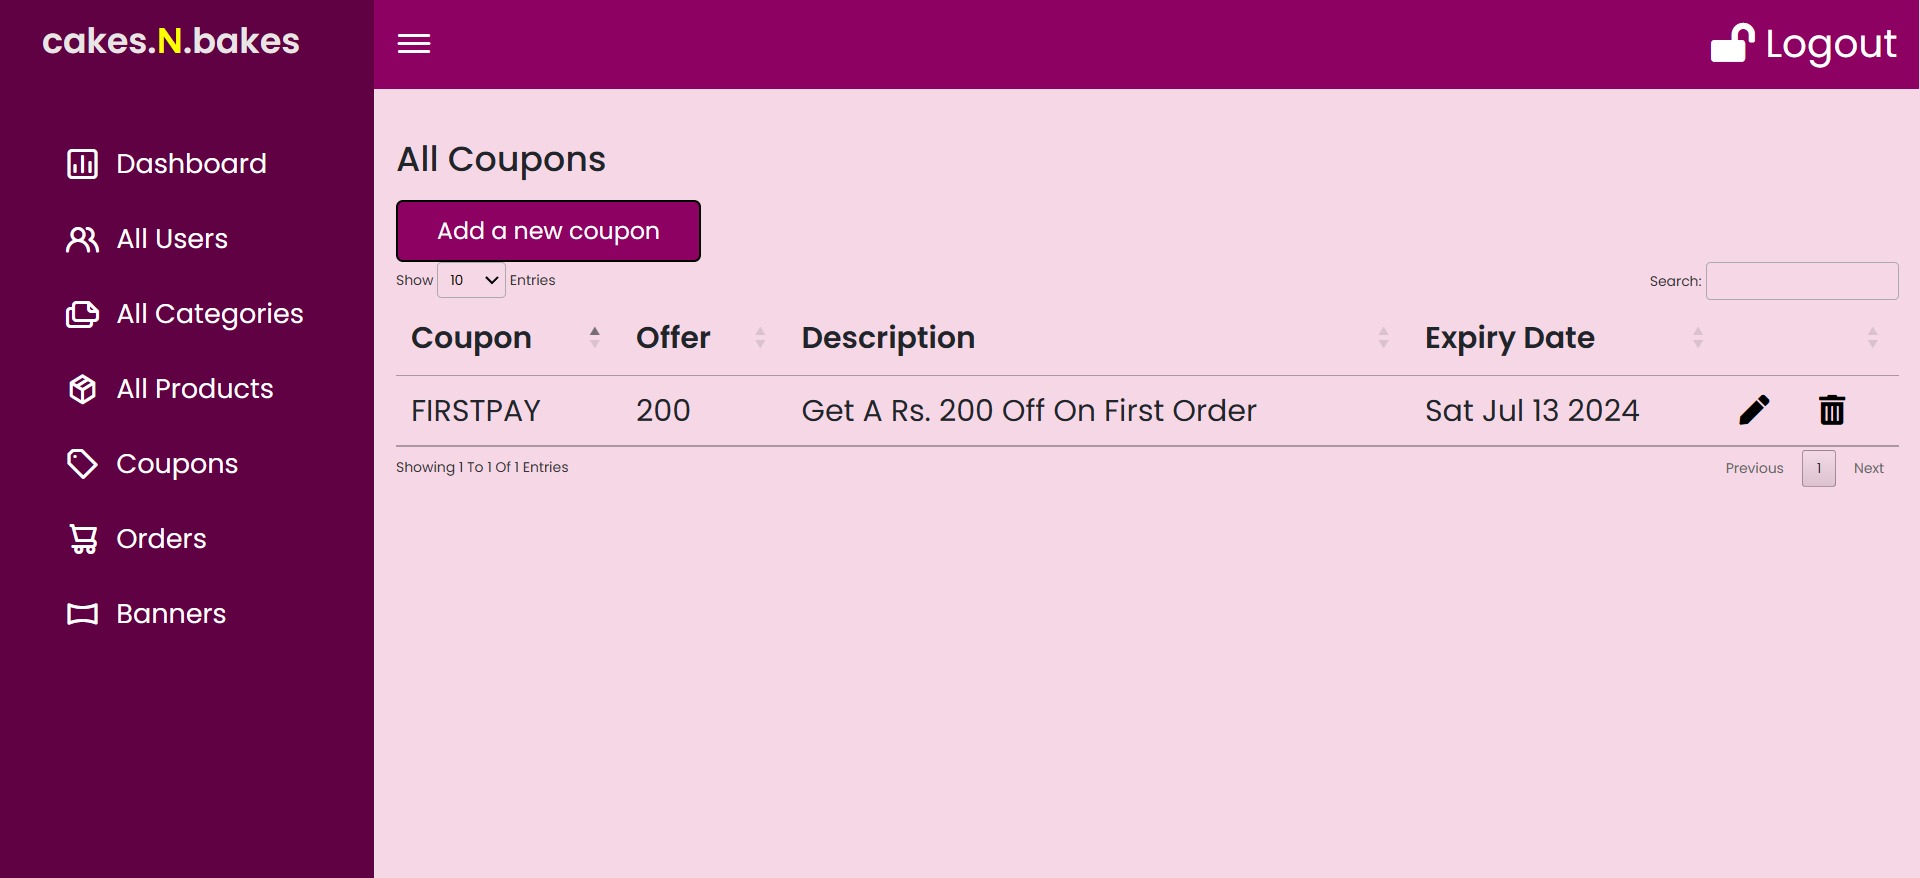 cakes.N.bakes
Logout
Dashboard
All Users
All Categories
All Products
Coupons
Orders
Banners
All Coupons
Add a new coupon
Show 10 Entries
Search:
Coupon Offer Description Expiry Date
FIRSTPAY 200 Get A Rs. 200 Off On First Order Sat Jul 13 2024
Showing 1 To 1 Of 1 Entries
Previous 1 Next